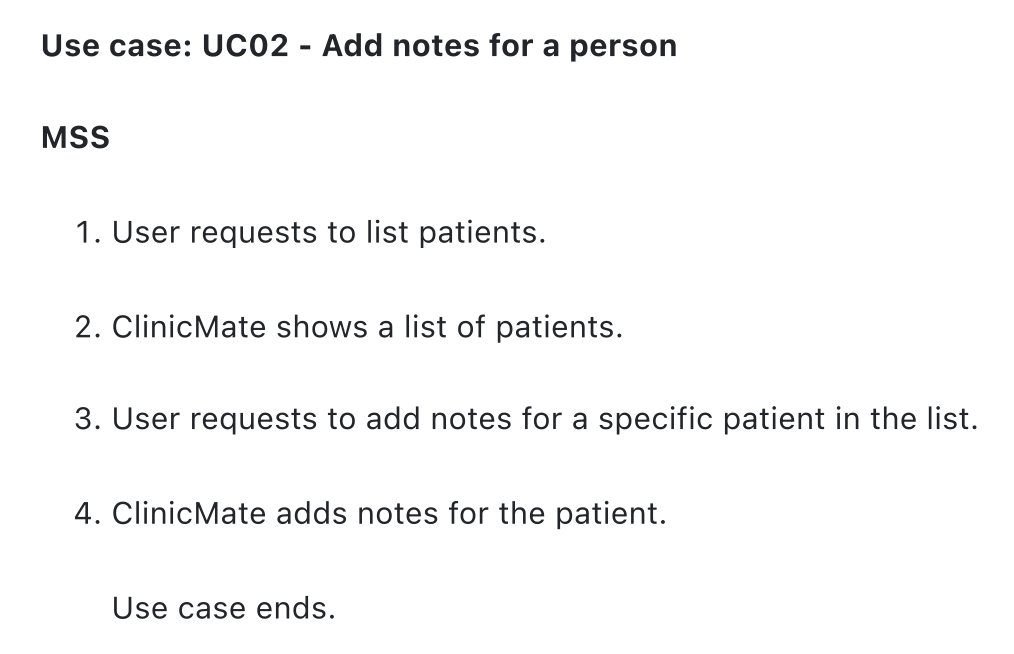 Use case: UC02 - Add notes for a person
MSS
1. User requests to list patients.
2. ClinicMate shows a list of patients.
3. User requests to add notes for a specific patient in the list.
4. ClinicMate adds notes for the patient.
Use case ends.